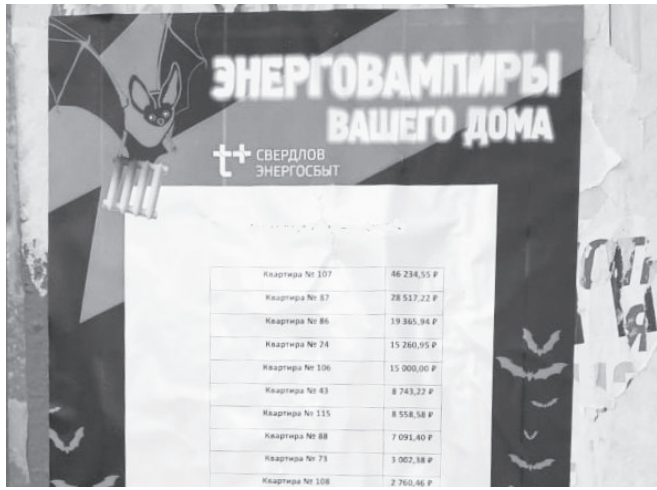 ЭНЕРГОВАМПИРЫ
ВАШЕГО ДОМА
t+ СВЕРДЛОВ
ЭНЕРГОСБЫТ
Квартира № 107 46 234,55 ₽
Квартира № 87 28 517,22 ₽
Квартира № 86 19 365,94 ₽
Квартира № 24 15 260,95 ₽
Квартира № 106 15 000,00 ₽
Квартира № 43 8 743,22 ₽
Квартира № 115 8 558,58 ₽
Квартира № 88 7 091,40 ₽
Квартира № 73 3 002,38 ₽
Квартира № 108 2 760,46 ₽